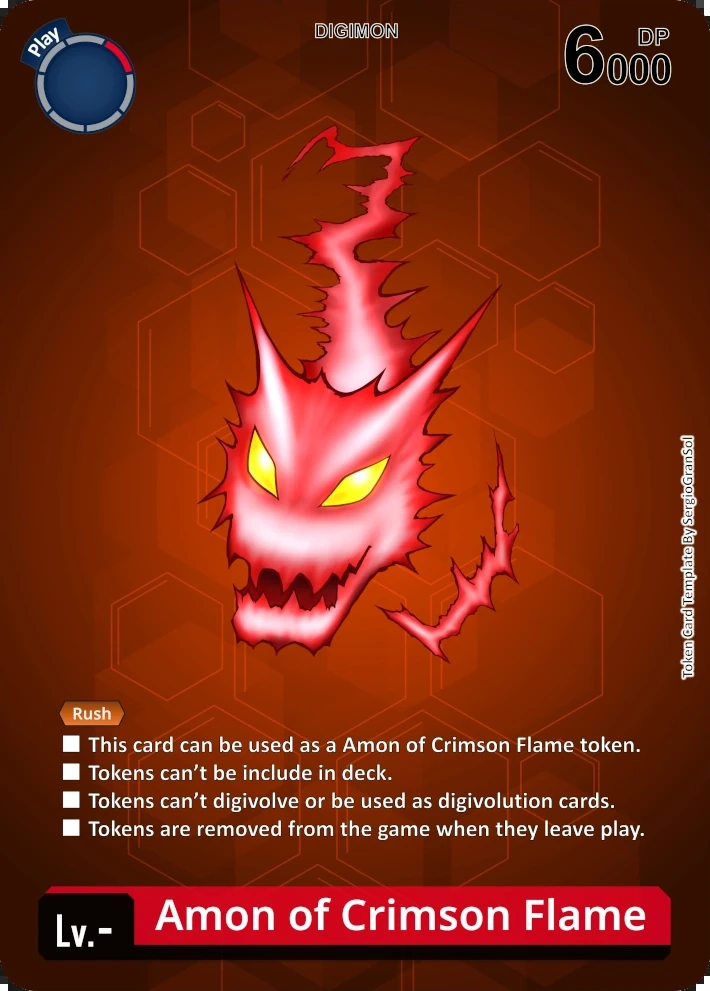 Play
DIGIMON
DP
6000
Token Card Template By SergioGranSol
Rush
This card can be used as a Amon of Crimson Flame token.
Tokens can't be include in deck.
Tokens can't digivolve or be used as digivolution cards.
Tokens are removed from the game when they leave play.
Lv.-
Amon of Crimson Flame